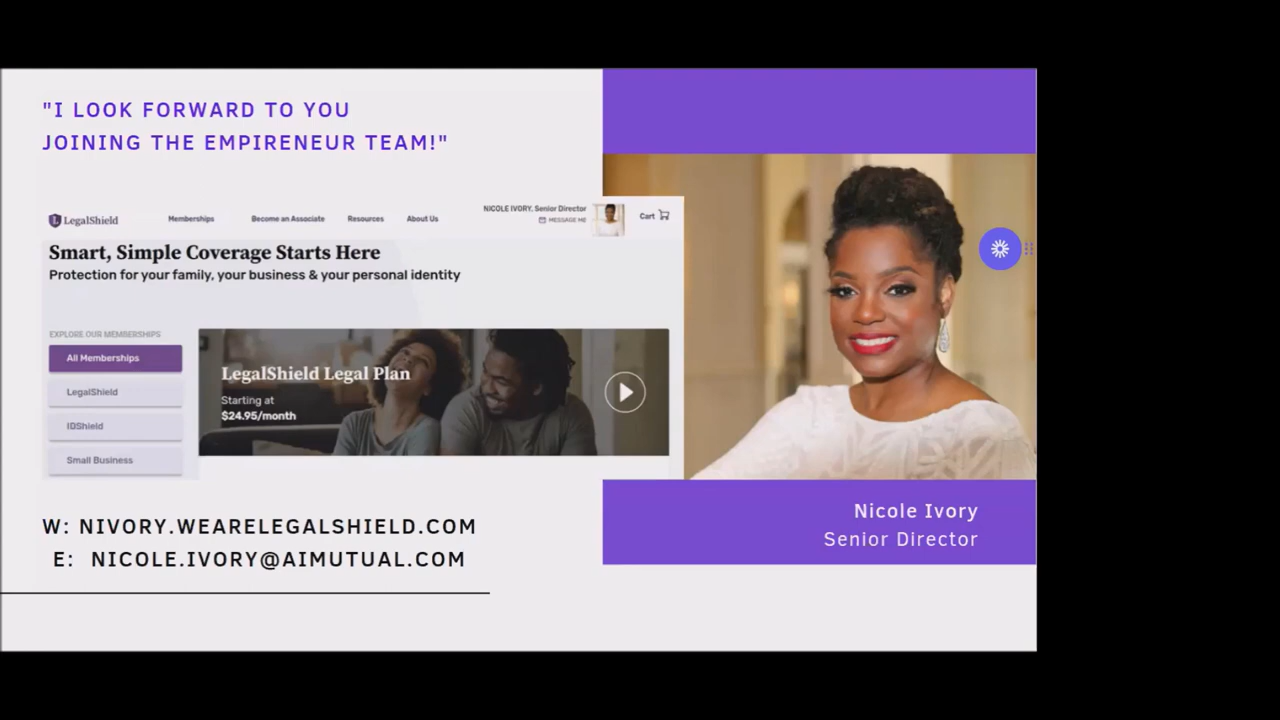 "I LOOK FORWARD TO YOU
JOINING THE EMPIRENEUR TEAM!"
LegalShield
Memberships
Become an Associate
Resources
About Us
NICOLE IVORY, Senior Director
MESSAGE ME
Cart
Smart, Simple Coverage Starts Here
Protection for your family, your business & your personal identity
EXPLORE OUR MEMBERSHIPS
All Memberships
LegalShield
IDShield
Small Business
LegalShield Legal Plan
Starting at
$24.95/month
W: NIVORY.WEARELEGALSHIELD.COM
E: NICOLE.IVORY@AIMUTUAL.COM
Nicole Ivory
Senior Director